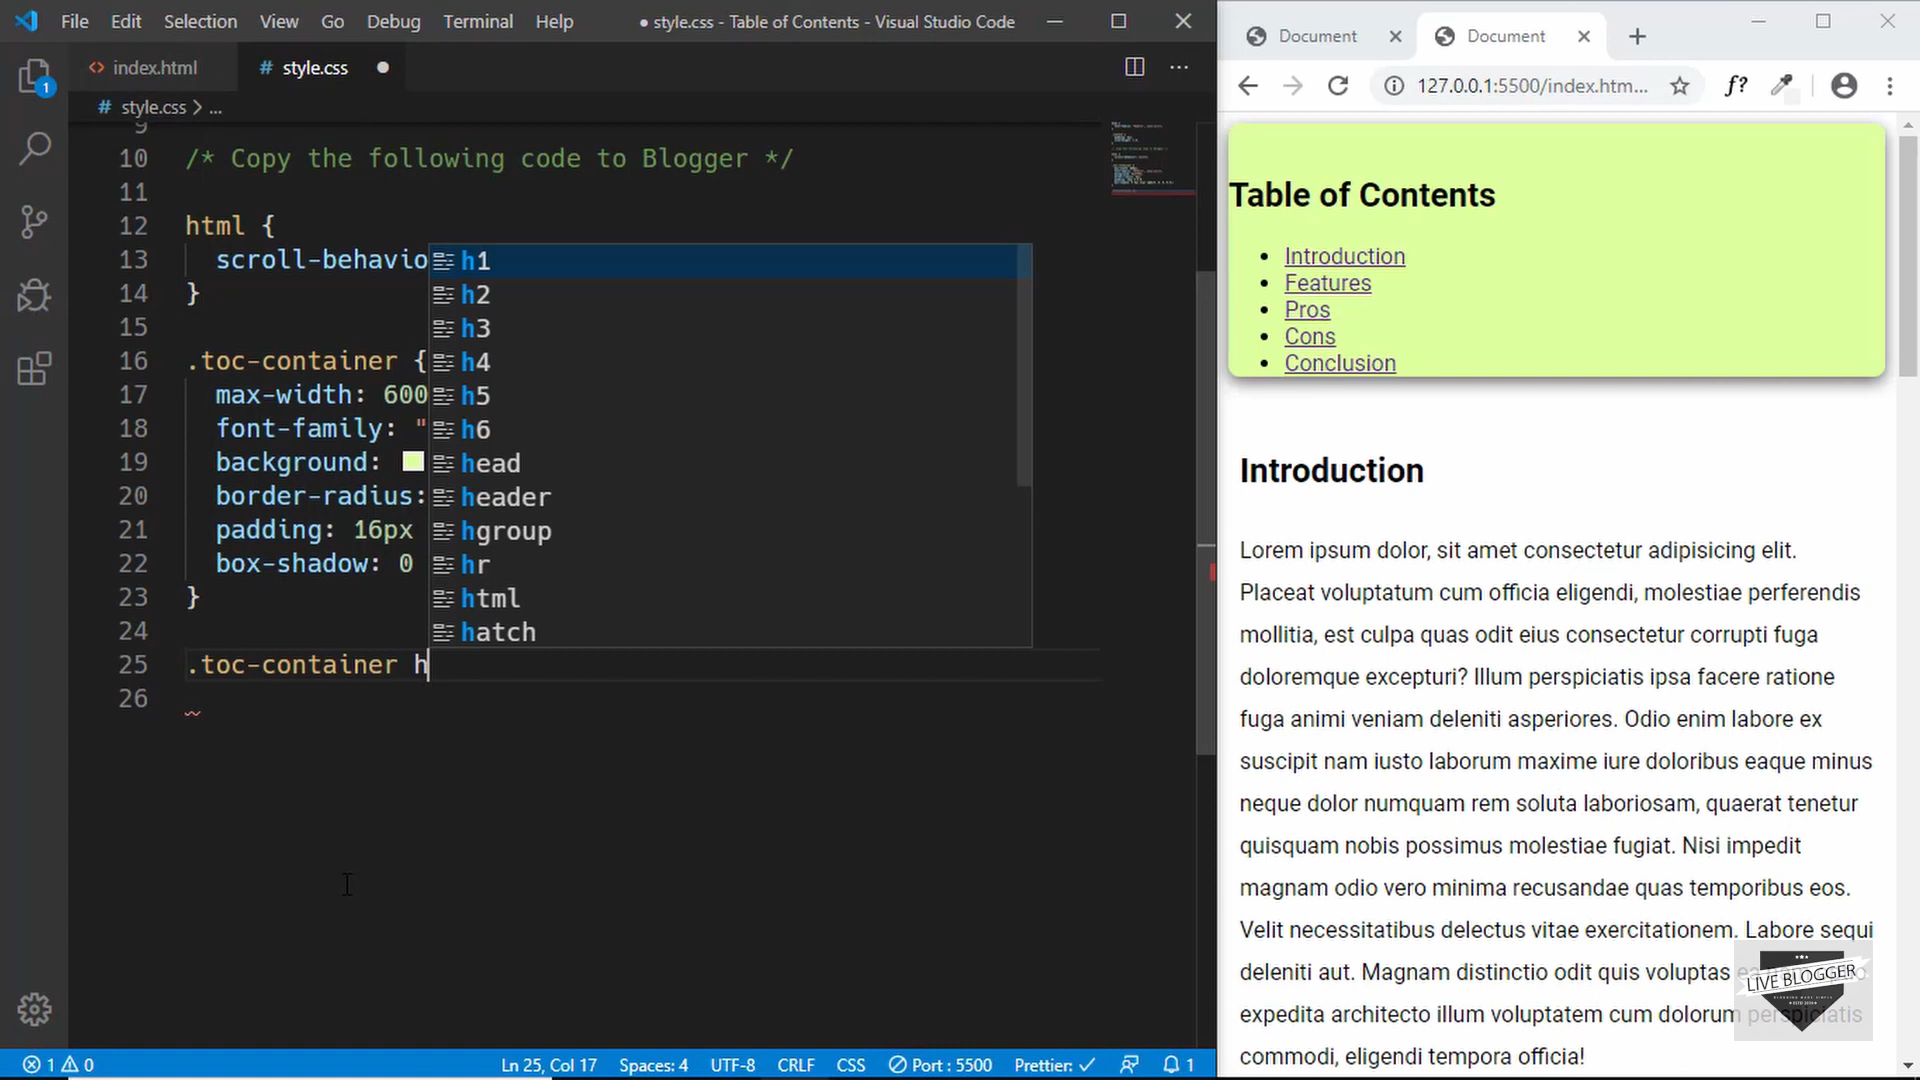 File Edit Selection View Go Debug Terminal Help
● style.css - Table of Contents - Visual Studio Code
index.html
# style.css ●
# style.css > ...
9
10 /* Copy the following code to Blogger */
11
12 html {
13 scroll-behavio
14 }
15
16 .toc-container {
17 max-width: 600
18 font-family: "
19 background:
20 border-radius:
21 padding: 16px
22 box-shadow: 0
23 }
24
25 .toc-container h
26
h1
h2
h3
h4
h5
h6
head
header
hgroup
hr
html
hatch
1
1 0
Ln 25, Col 17 Spaces: 4 UTF-8 CRLF CSS Port : 5500 Prettier: ✓ 1
Document Document
127.0.0.1:5500/index.htm...
f?
Table of Contents
• Introduction
• Features
• Pros
• Cons
• Conclusion
Introduction
Lorem ipsum dolor, sit amet consectetur adipisicing elit.
Placeat voluptatum cum officia eligendi, molestiae perferendis
mollitia, est culpa quas odit eius consectetur corrupti fuga
doloremque excepturi? Illum perspiciatis ipsa facere ratione
fuga animi veniam deleniti asperiores. Odio enim labore ex
suscipit nam iusto laborum maxime iure doloribus eaque minus
neque dolor numquam rem soluta laboriosam, quaerat tenetur
quisquam nobis possimus molestiae fugiat. Nisi impedit
magnam odio vero minima recusandae quas temporibus eos.
Velit necessitatibus delectus vitae exercitationem. Labore sequi
deleniti aut. Magnam distinctio odit quis voluptas
expedita architecto illum voluptatem cum dolorum perspiciatis
commodi, eligendi tempora officia!
LIVE BLOGGER